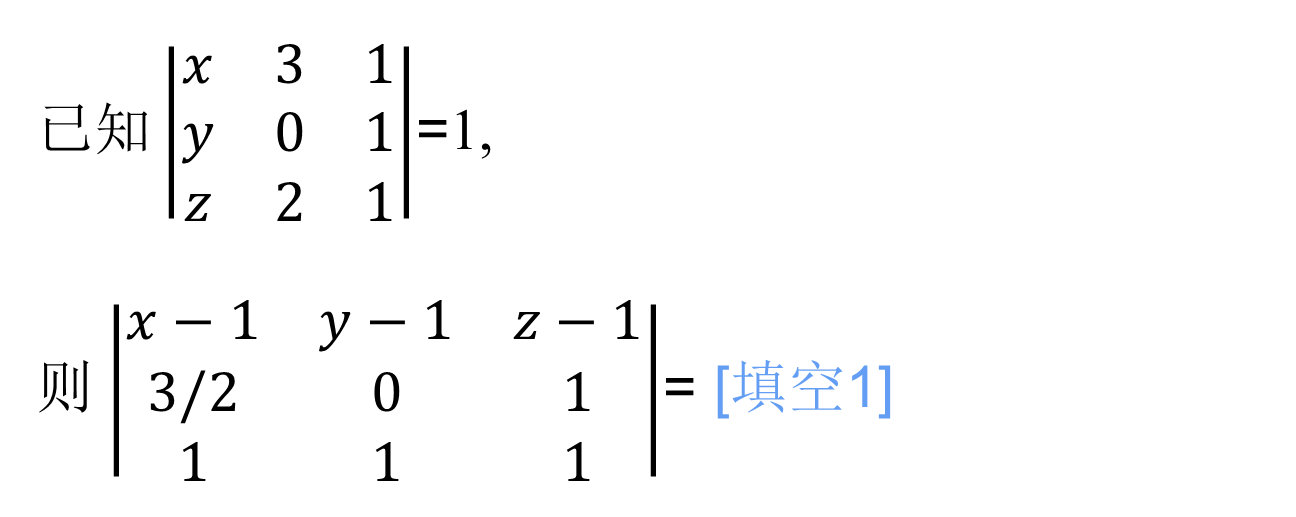 已知 |x 3 1|
|y 0 1|=1,
|z 2 1|
则 |x − 1 y − 1 z − 1|
|3/2 0 1|= [填空1]
|1 1 1|